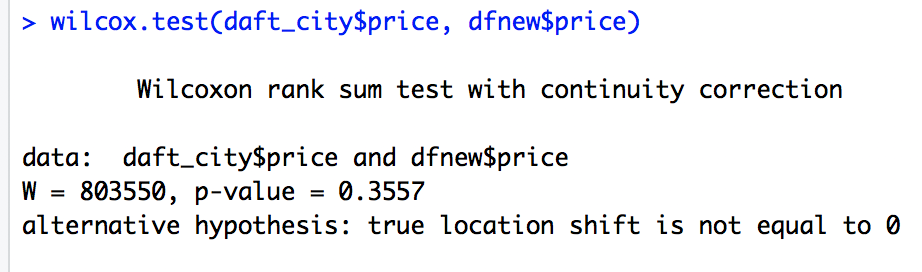 > wilcox.test(daft_city$price, dfnew$price)
Wilcoxon rank sum test with continuity correction
data:  daft_city$price and dfnew$price
W = 803550, p-value = 0.3557
alternative hypothesis: true location shift is not equal to 0